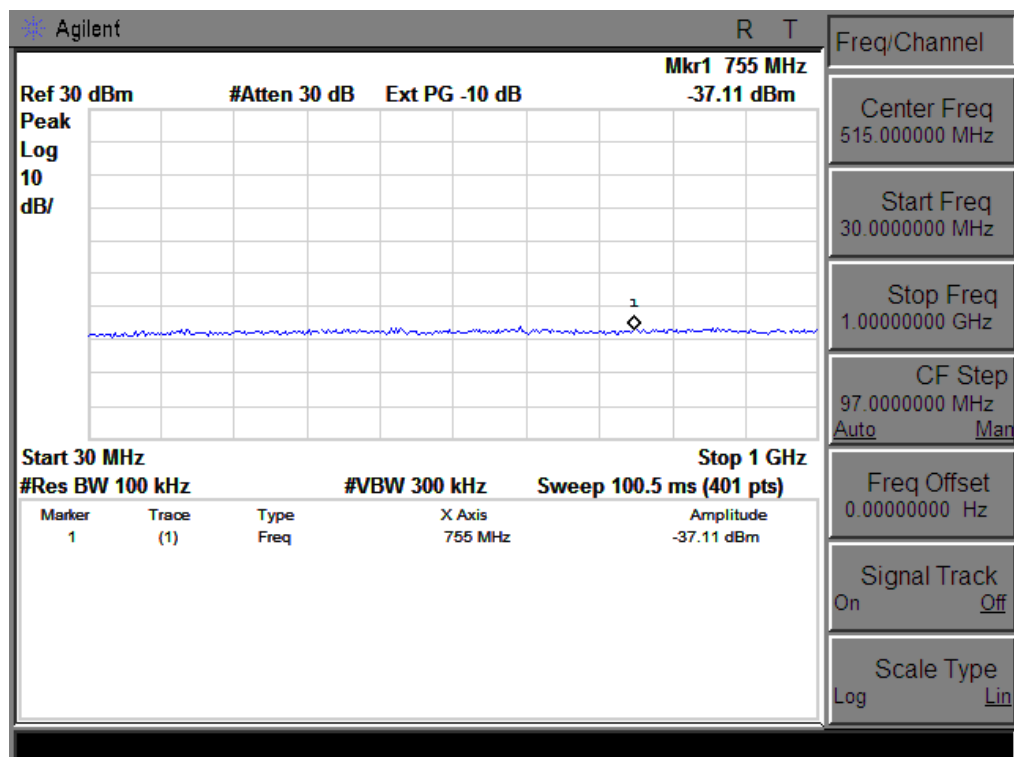 Agilent R T
Mkr1 755 MHz
Ref 30 dBm #Atten 30 dB Ext PG -10 dB -37.11 dBm
Peak
Log
10
dB/
1
Start 30 MHz Stop 1 GHz
#Res BW 100 kHz #VBW 300 kHz Sweep 100.5 ms (401 pts)
Marker Trace Type X Axis Amplitude
1 (1) Freq 755 MHz -37.11 dBm
Freq/Channel
Center Freq
515.000000 MHz
Start Freq
30.0000000 MHz
Stop Freq
1.00000000 GHz
CF Step
97.0000000 MHz
Auto Man
Freq Offset
0.00000000 Hz
Signal Track
On Off
Scale Type
Log Lin